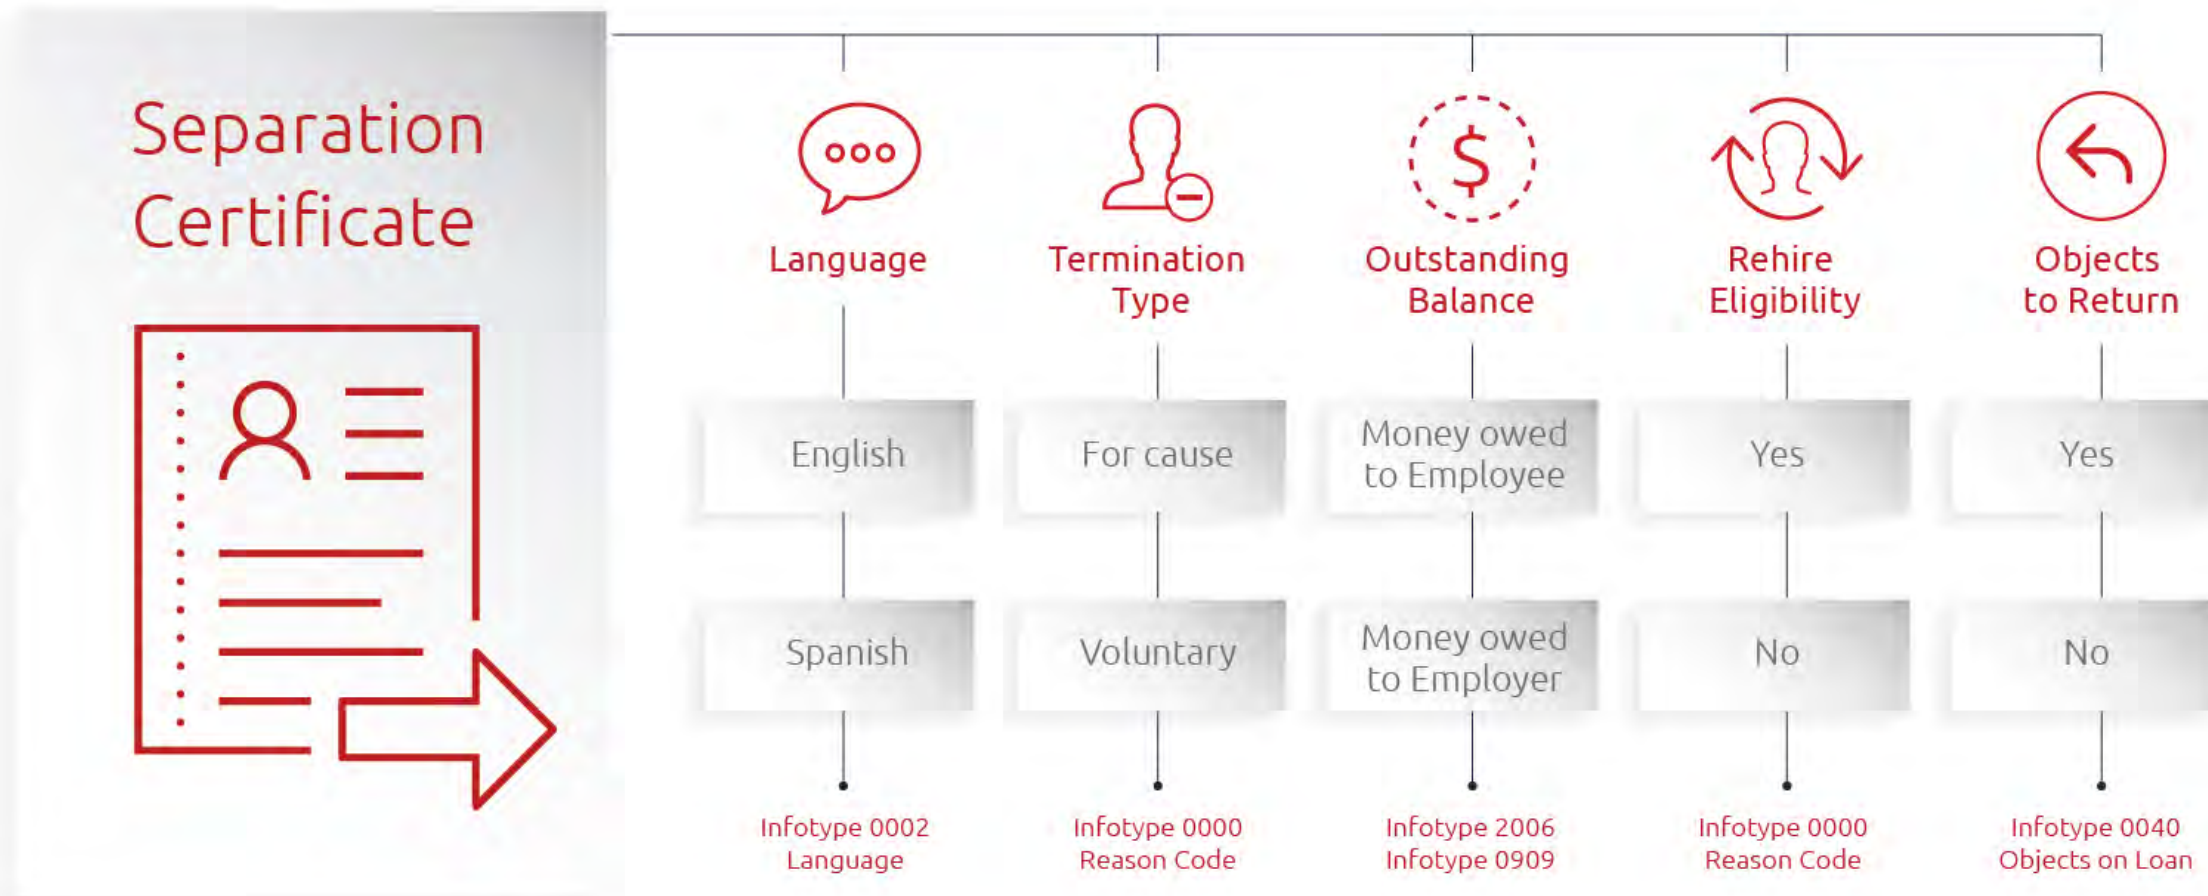 Separation
Certificate
Language
Termination
Type
Outstanding
Balance
Rehire
Eligibility
Objects
to Return
English
For cause
Money owed
to Employee
Yes
Yes
Spanish
Voluntary
Money owed
to Employer
No
No
Infotype 0002
Language
Infotype 0000
Reason Code
Infotype 2006
Infotype 0909
Infotype 0000
Reason Code
Infotype 0040
Objects on Loan